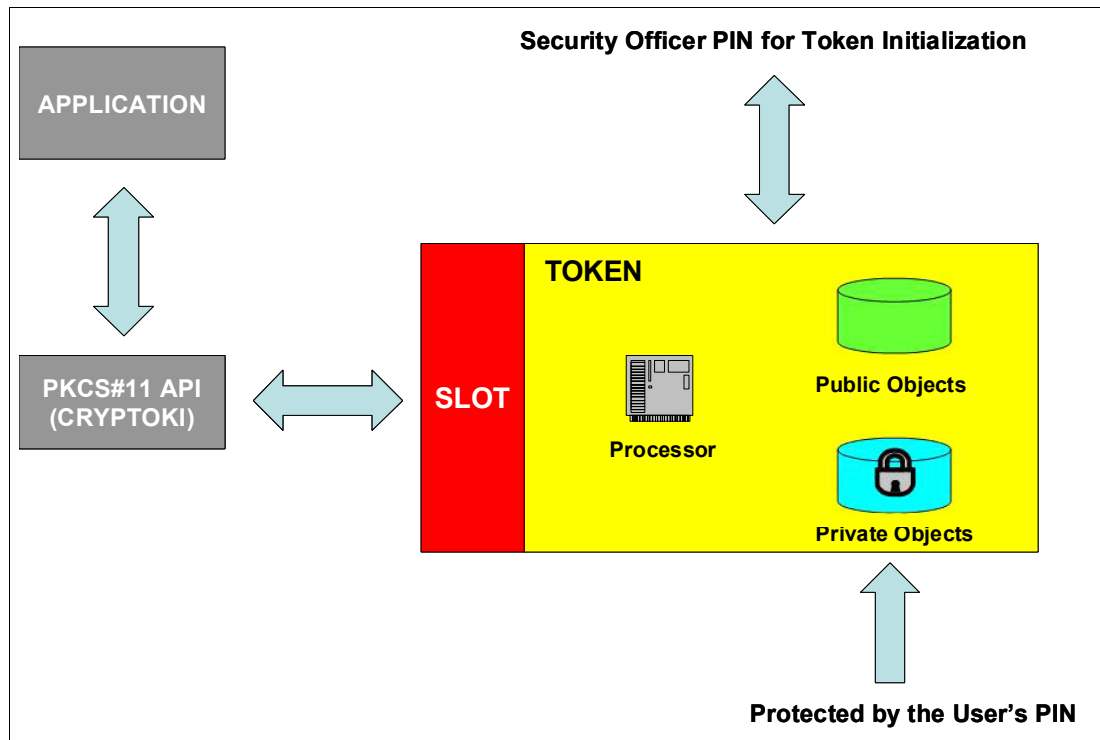 Security Officer PIN for Token Initialization
APPLICATION
TOKEN
PKCS#11 API
(CRYPTOKI)
SLOT
Processor
Public Objects
Private Objects
Protected by the User's PIN